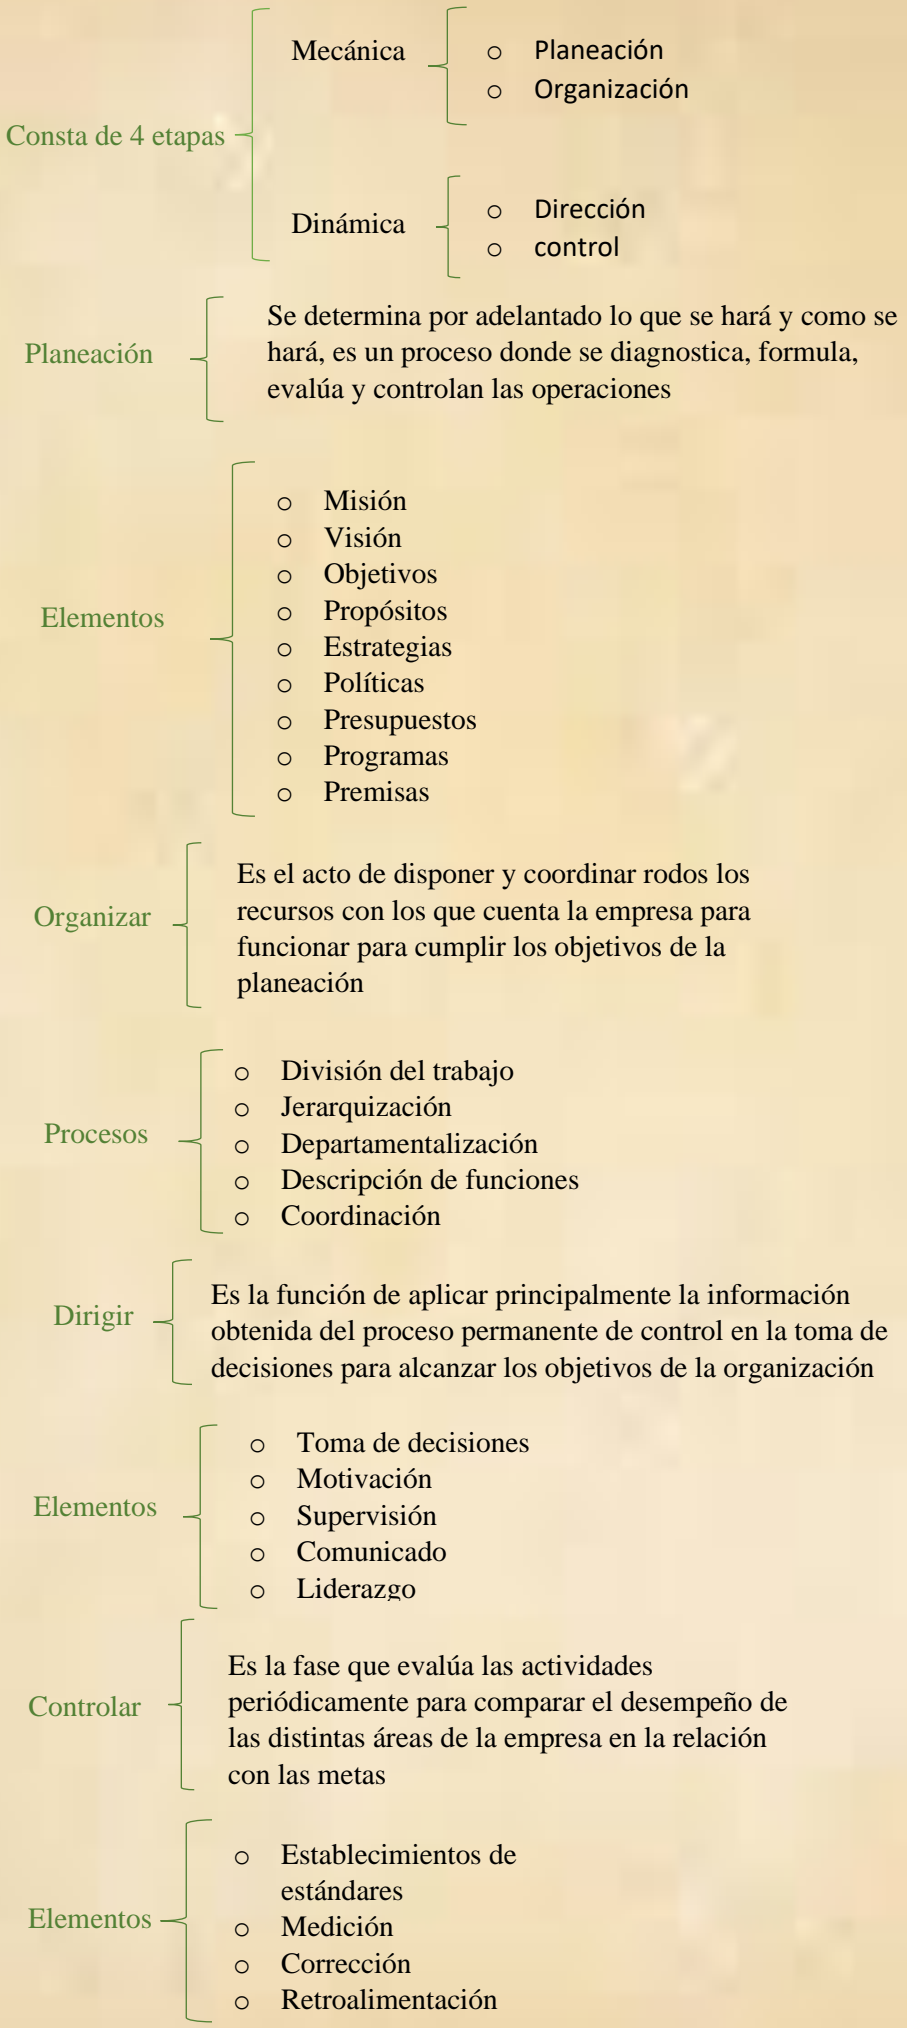 Consta de 4 etapas
Mecánica
o Planeación
o Organización
Dinámica
o Dirección
o control
Planeación
Se determina por adelantado lo que se hará y como se
hará, es un proceso donde se diagnostica, formula,
evalúa y controlan las operaciones
Elementos
o Misión
o Visión
o Objetivos
o Propósitos
o Estrategias
o Políticas
o Presupuestos
o Programas
o Premisas
Organizar
Es el acto de disponer y coordinar rodos los
recursos con los que cuenta la empresa para
funcionar para cumplir los objetivos de la
planeación
Procesos
o División del trabajo
o Jerarquización
o Departamentalización
o Descripción de funciones
o Coordinación
Dirigir
Es la función de aplicar principalmente la información
obtenida del proceso permanente de control en la toma de
decisiones para alcanzar los objetivos de la organización
Elementos
o Toma de decisiones
o Motivación
o Supervisión
o Comunicado
o Liderazgo
Controlar
Es la fase que evalúa las actividades
periódicamente para comparar el desempeño de
las distintas áreas de la empresa en la relación
con las metas
Elementos
o Establecimientos de
estándares
o Medición
o Corrección
o Retroalimentación